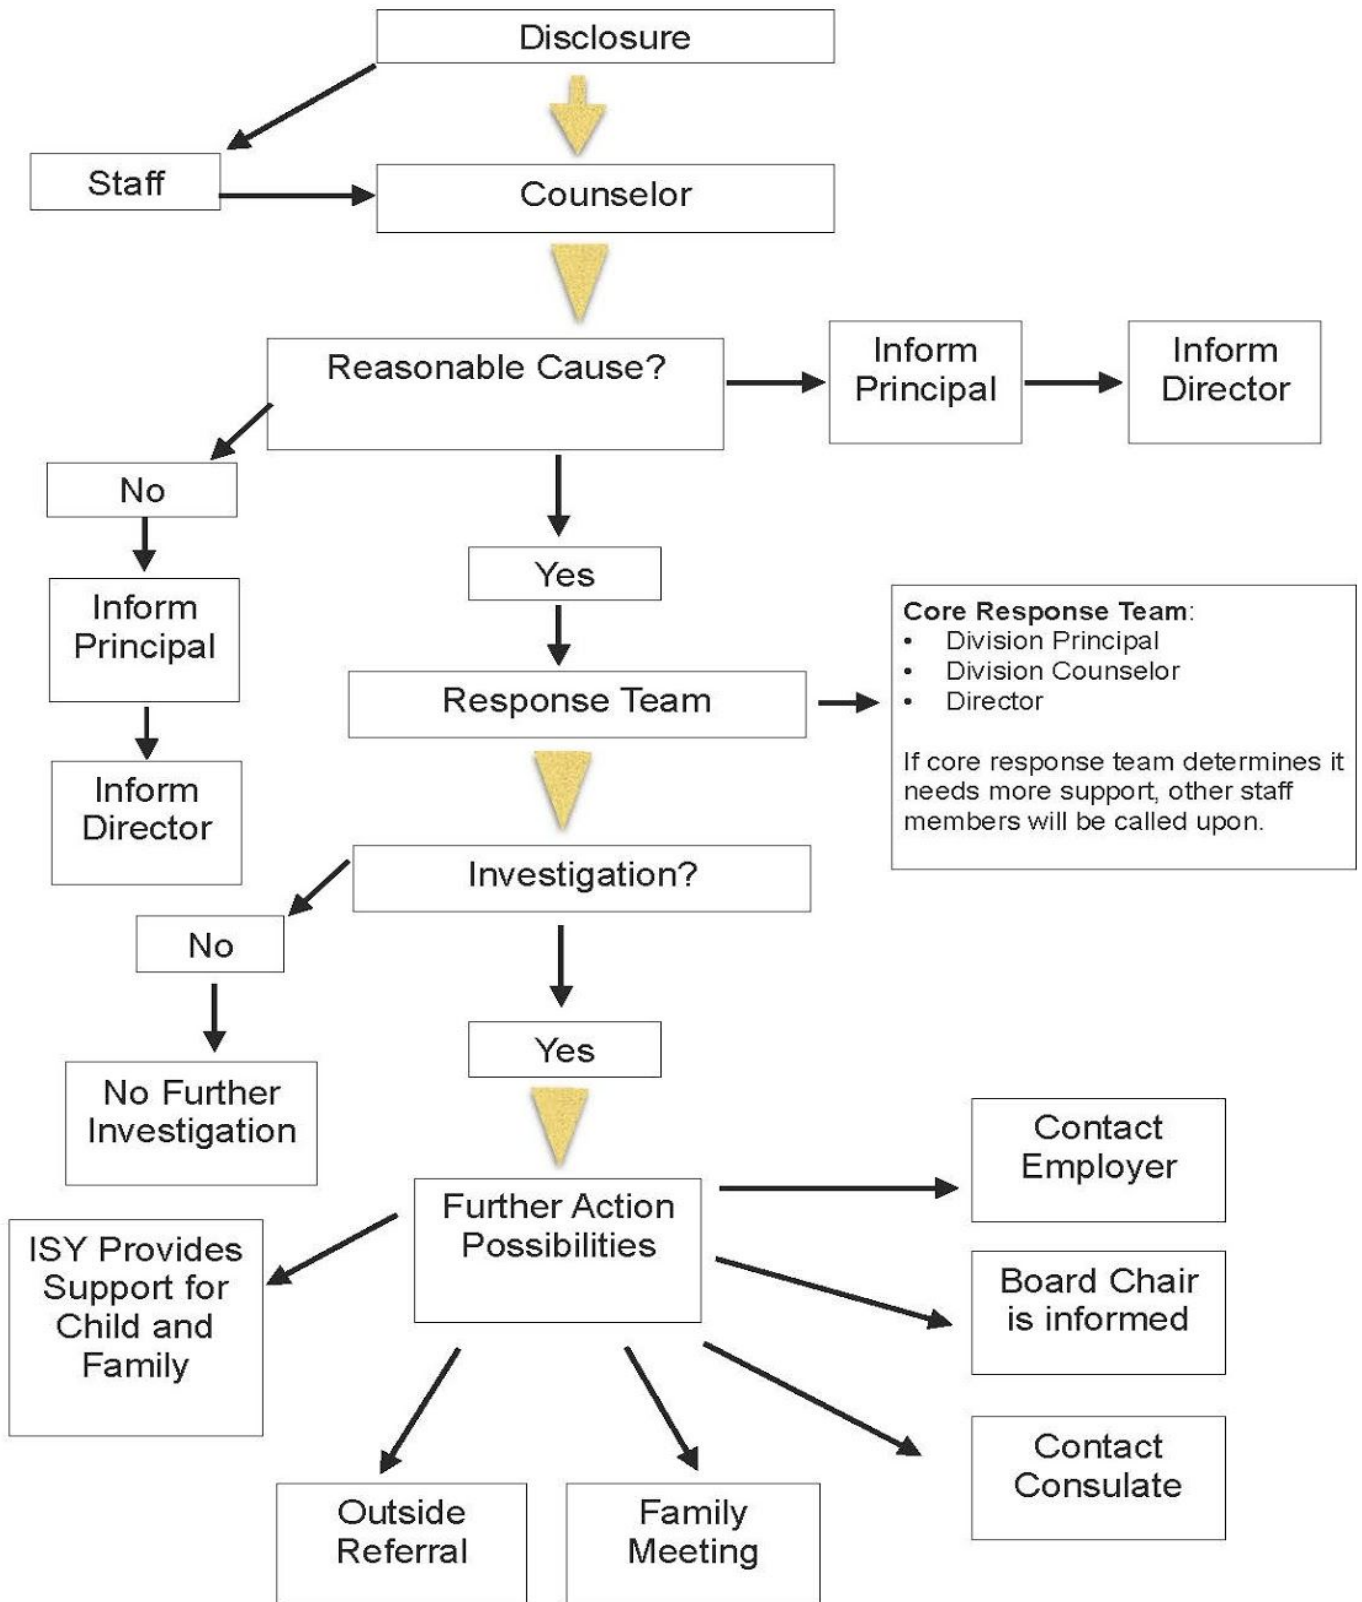 Disclosure
Staff
Counselor
Reasonable Cause?
Inform
Principal
Inform
Director
No
Yes
Inform
Principal
Core Response Team:
• Division Principal
• Division Counselor
• Director
If core response team determines it
needs more support, other staff
members will be called upon.
Response Team
Inform
Director
Investigation?
No
Yes
No Further
Investigation
Further Action
Possibilities
Contact
Employer
ISY Provides
Support for
Child and
Family
Board Chair
is informed
Contact
Consulate
Outside
Referral
Family
Meeting